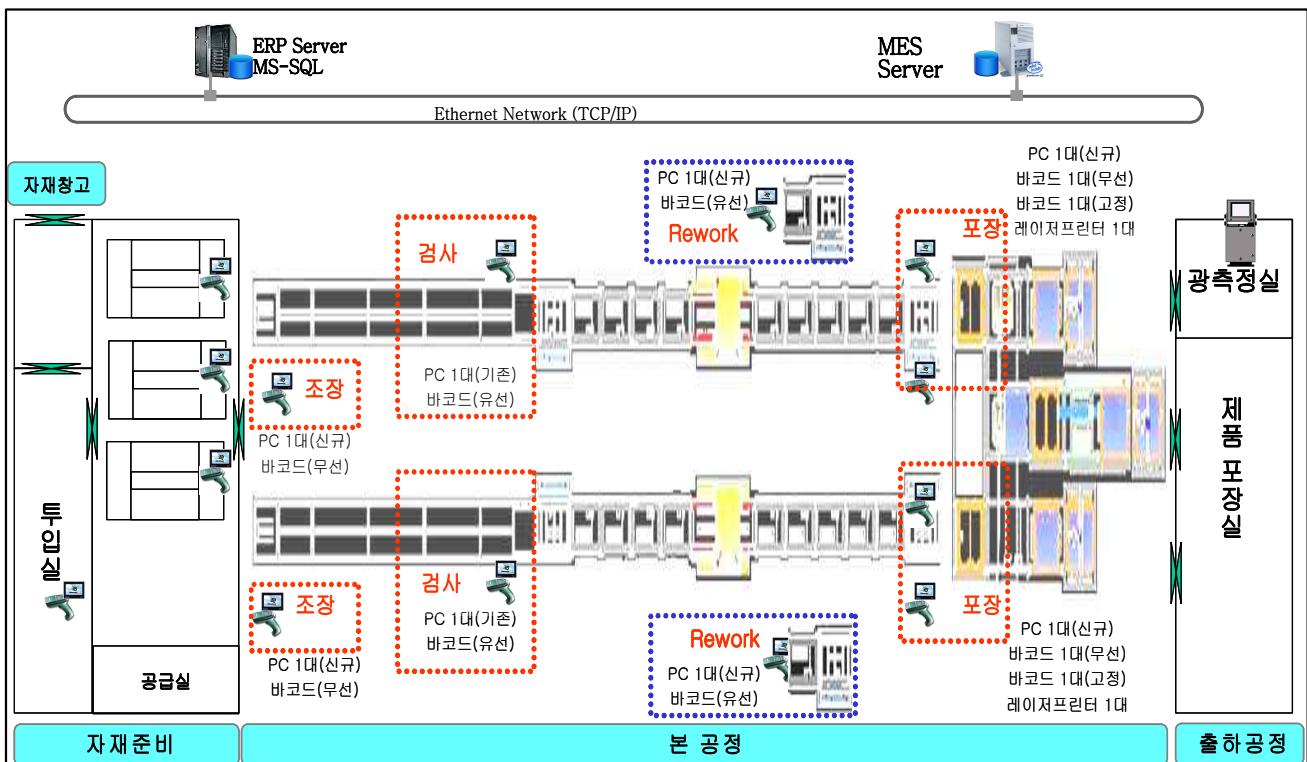 ERP Server
MS-SQL
MES
Server
Ethernet Network (TCP/IP)
자재창고
PC 1대(신규)
바코드(유선)
Rework
PC 1대(신규)
바코드 1대(무선)
바코드 1대(고정)
레이저프린터 1대
검사
포장
광측정실
PC 1대(기존)
바코드(유선)
조장
PC 1대(신규)
바코드(무선)
제품 포장실
투입실
검사
PC 1대(기존)
바코드(유선)
조장
PC 1대(신규)
바코드(무선)
Rework
PC 1대(신규)
바코드(유선)
포장
PC 1대(신규)
바코드 1대(무선)
바코드 1대(고정)
레이저프린터 1대
공급실
자재준비
본 공정
출하공정